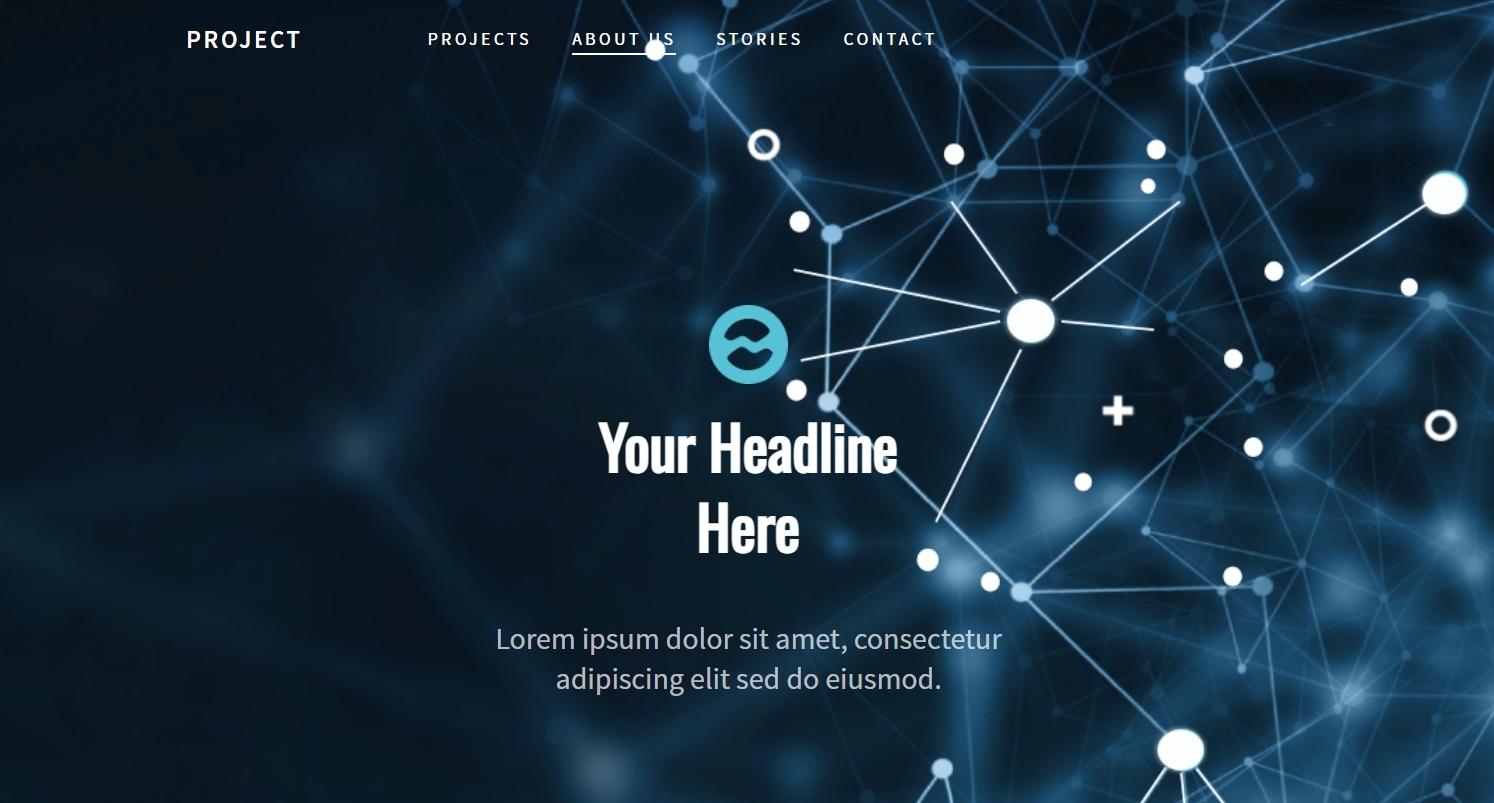 PROJECT
PROJECTS
ABOUT US
STORIES
CONTACT
Your Headline
Here
Lorem ipsum dolor sit amet, consectetur
adipiscing elit sed do eiusmod.